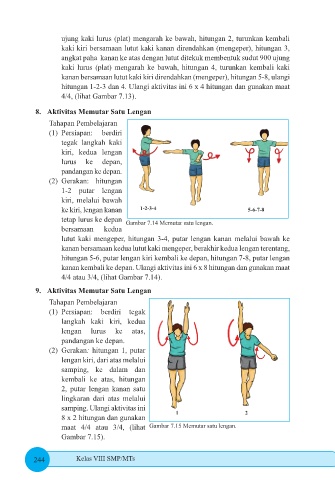 ujung kaki lurus (plat) mengarah ke bawah, hitungan 2, turunkan kembali
kaki kiri bersamaan lutut kaki kanan direndahkan (mengeper), hitungan 3,
angkat paha kanan ke atas dengan lutut ditekuk membentuk sudut 900 ujung
kaki lurus (plat) mengarah ke bawah, hitungan 4, turunkan kembali kaki
kanan bersamaan lutut kaki kiri direndahkan (mengeper), hitungan 5-8, ulangi
hitungan 1-2-3 dan 4. Ulangi aktivitas ini 6 x 4 hitungan dan gunakan maat
4/4, (lihat Gambar 7.13).
8. Aktivitas Memutar Satu Lengan
Tahapan Pembelajaran
(1) Persiapan: berdiri
tegak langkah kaki
kiri, kedua lengan
lurus ke depan,
pandangan ke depan.
(2) Gerakan: hitungan
1-2 putar lengan
kiri, melalui bawah
ke kiri, lengan kanan
tetap lurus ke depan
bersamaan kedua
1-2-3-4
5-6-7-8
Gambar 7.14 Memutar satu lengan.
lutut kaki mengeper, hitungan 3-4, putar lengan kanan melalui bawah ke
kanan bersamaan kedua lutut kaki mengeper, berakhir kedua lengan terentang,
hitungan 5-6, putar lengan kiri kembali ke depan, hitungan 7-8, putar lengan
kanan kembali ke depan. Ulangi aktivitas ini 6 x 8 hitungan dan gunakan maat
4/4 atau 3/4, (lihat Gambar 7.14).
9. Aktivitas Memutar Satu Lengan
Tahapan Pembelajaran
(1) Persiapan: berdiri tegak
langkah kaki kiri, kedua
lengan lurus ke atas,
pandangan ke depan.
(2) Gerakan: hitungan 1, putar
lengan kiri, dari atas melalui
samping, ke dalam dan
kembali ke atas, hitungan
2, putar lengan kanan satu
lingkaran dari atas melalui
samping. Ulangi aktivitas ini
8 x 2 hitungan dan gunakan
maat 4/4 atau 3/4, (lihat
Gambar 7.15).
1
2
Gambar 7.15 Memutar satu lengan.
244
Kelas VIII SMP/MTs